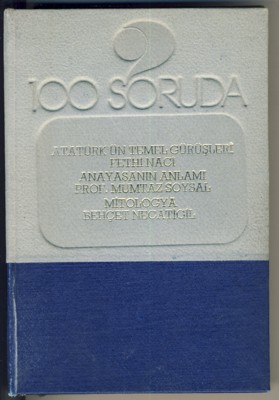 100 SORUDA
ATATÜRK'ÜN TEMEL GÖRÜŞLERİ
FETHİ NACİ
ANAYASANIN ANLAMI
PROF. MÜMTAZ SOYSAL
MİTOLOGYA
BEHÇET NECATİGİL